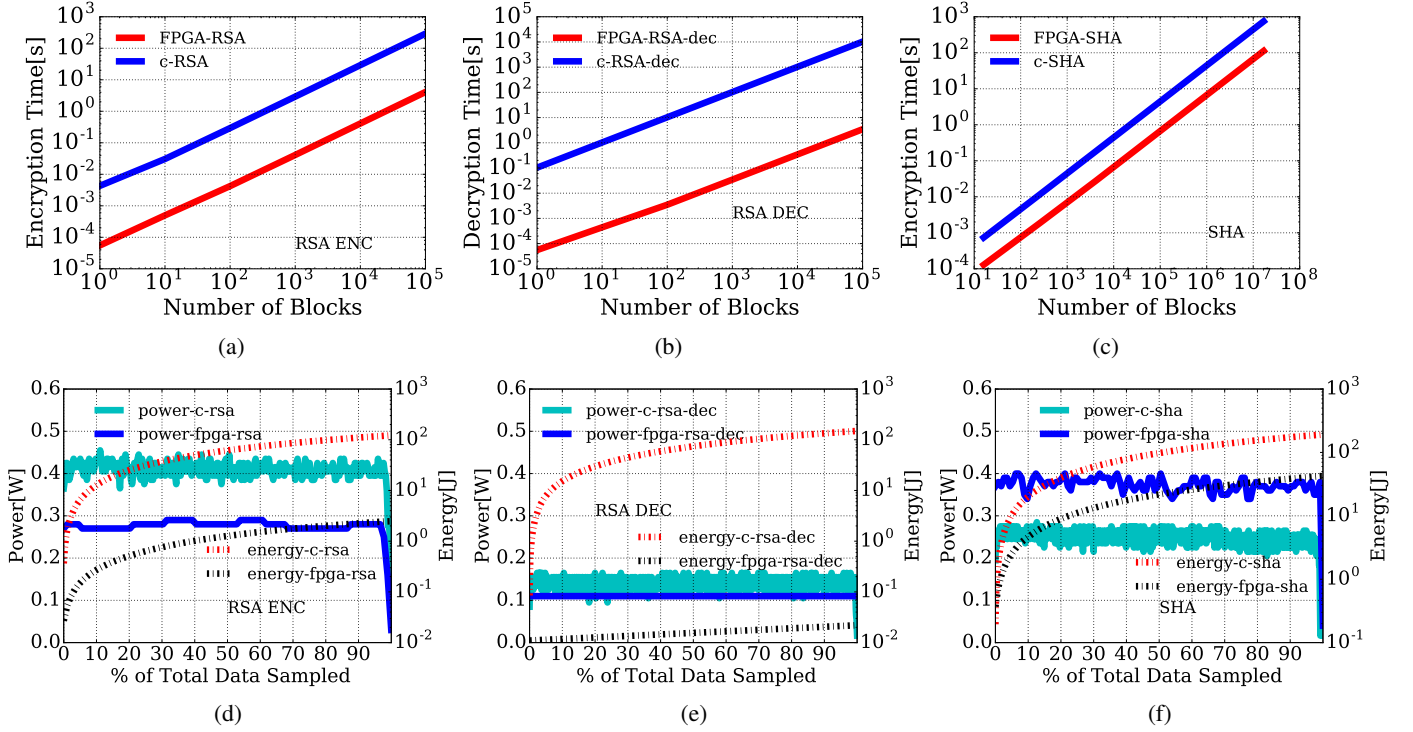 Encryption Time[s]
10^3
10^2
10^1
10^0
10^-1
10^-2
10^-3
10^-4
10^-5
FPGA-RSA
c-RSA
RSA ENC
10^0 10^1 10^2 10^3 10^4 10^5
Number of Blocks
(a)
Decryption Time[s]
10^5
10^4
10^3
10^2
10^1
10^0
10^-1
10^-2
10^-3
10^-4
10^-5
FPGA-RSA-dec
c-RSA-dec
RSA DEC
10^0 10^1 10^2 10^3 10^4 10^5
Number of Blocks
(b)
Encryption Time[s]
10^3
10^2
10^1
10^0
10^-1
10^-2
10^-3
10^-4
FPGA-SHA
c-SHA
SHA
10^1 10^2 10^3 10^4 10^5 10^6 10^7 10^8
Number of Blocks
(c)
Power[W]
0.6
0.5
0.4
0.3
0.2
0.1
0.0
power-c-rsa
power-fpga-rsa
energy-c-rsa
energy-fpga-rsa
RSA ENC
10^3
10^2
10^1
10^0
10^-1
10^-2
Energy[J]
0 10 20 30 40 50 60 70 80 90
% of Total Data Sampled
(d)
Power[W]
0.6
0.5
0.4
0.3
0.2
0.1
0.0
power-c-rsa-dec
power-fpga-rsa-dec
RSA DEC
energy-c-rsa-dec
energy-fpga-rsa-dec
10^3
10^2
10^1
10^0
10^-1
10^-2
Energy[J]
0 10 20 30 40 50 60 70 80 90
% of Total Data Sampled
(e)
Power[W]
0.6
0.5
0.4
0.3
0.2
0.1
0.0
power-c-sha
power-fpga-sha
energy-c-sha
energy-fpga-sha
SHA
10^3
10^2
10^1
10^0
10^-1
Energy[J]
0 10 20 30 40 50 60 70 80 90
% of Total Data Sampled
(f)